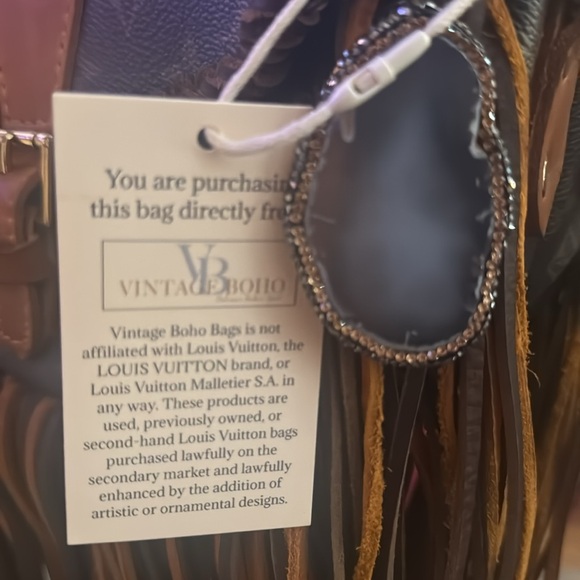 You are purchasin
this bag directly fr
VB
VINTAGE BOHO
Vintage Boho Bags is not
affiliated with Louis Vuitton, the
LOUIS VUITTON brand, or
Louis Vuitton Malletier S.A. in
any way. These products are
used, previously owned, or
second-hand Louis Vuitton bags
purchased lawfully on the
secondary market and lawfully
enhanced by the addition of
artistic or ornamental designs.